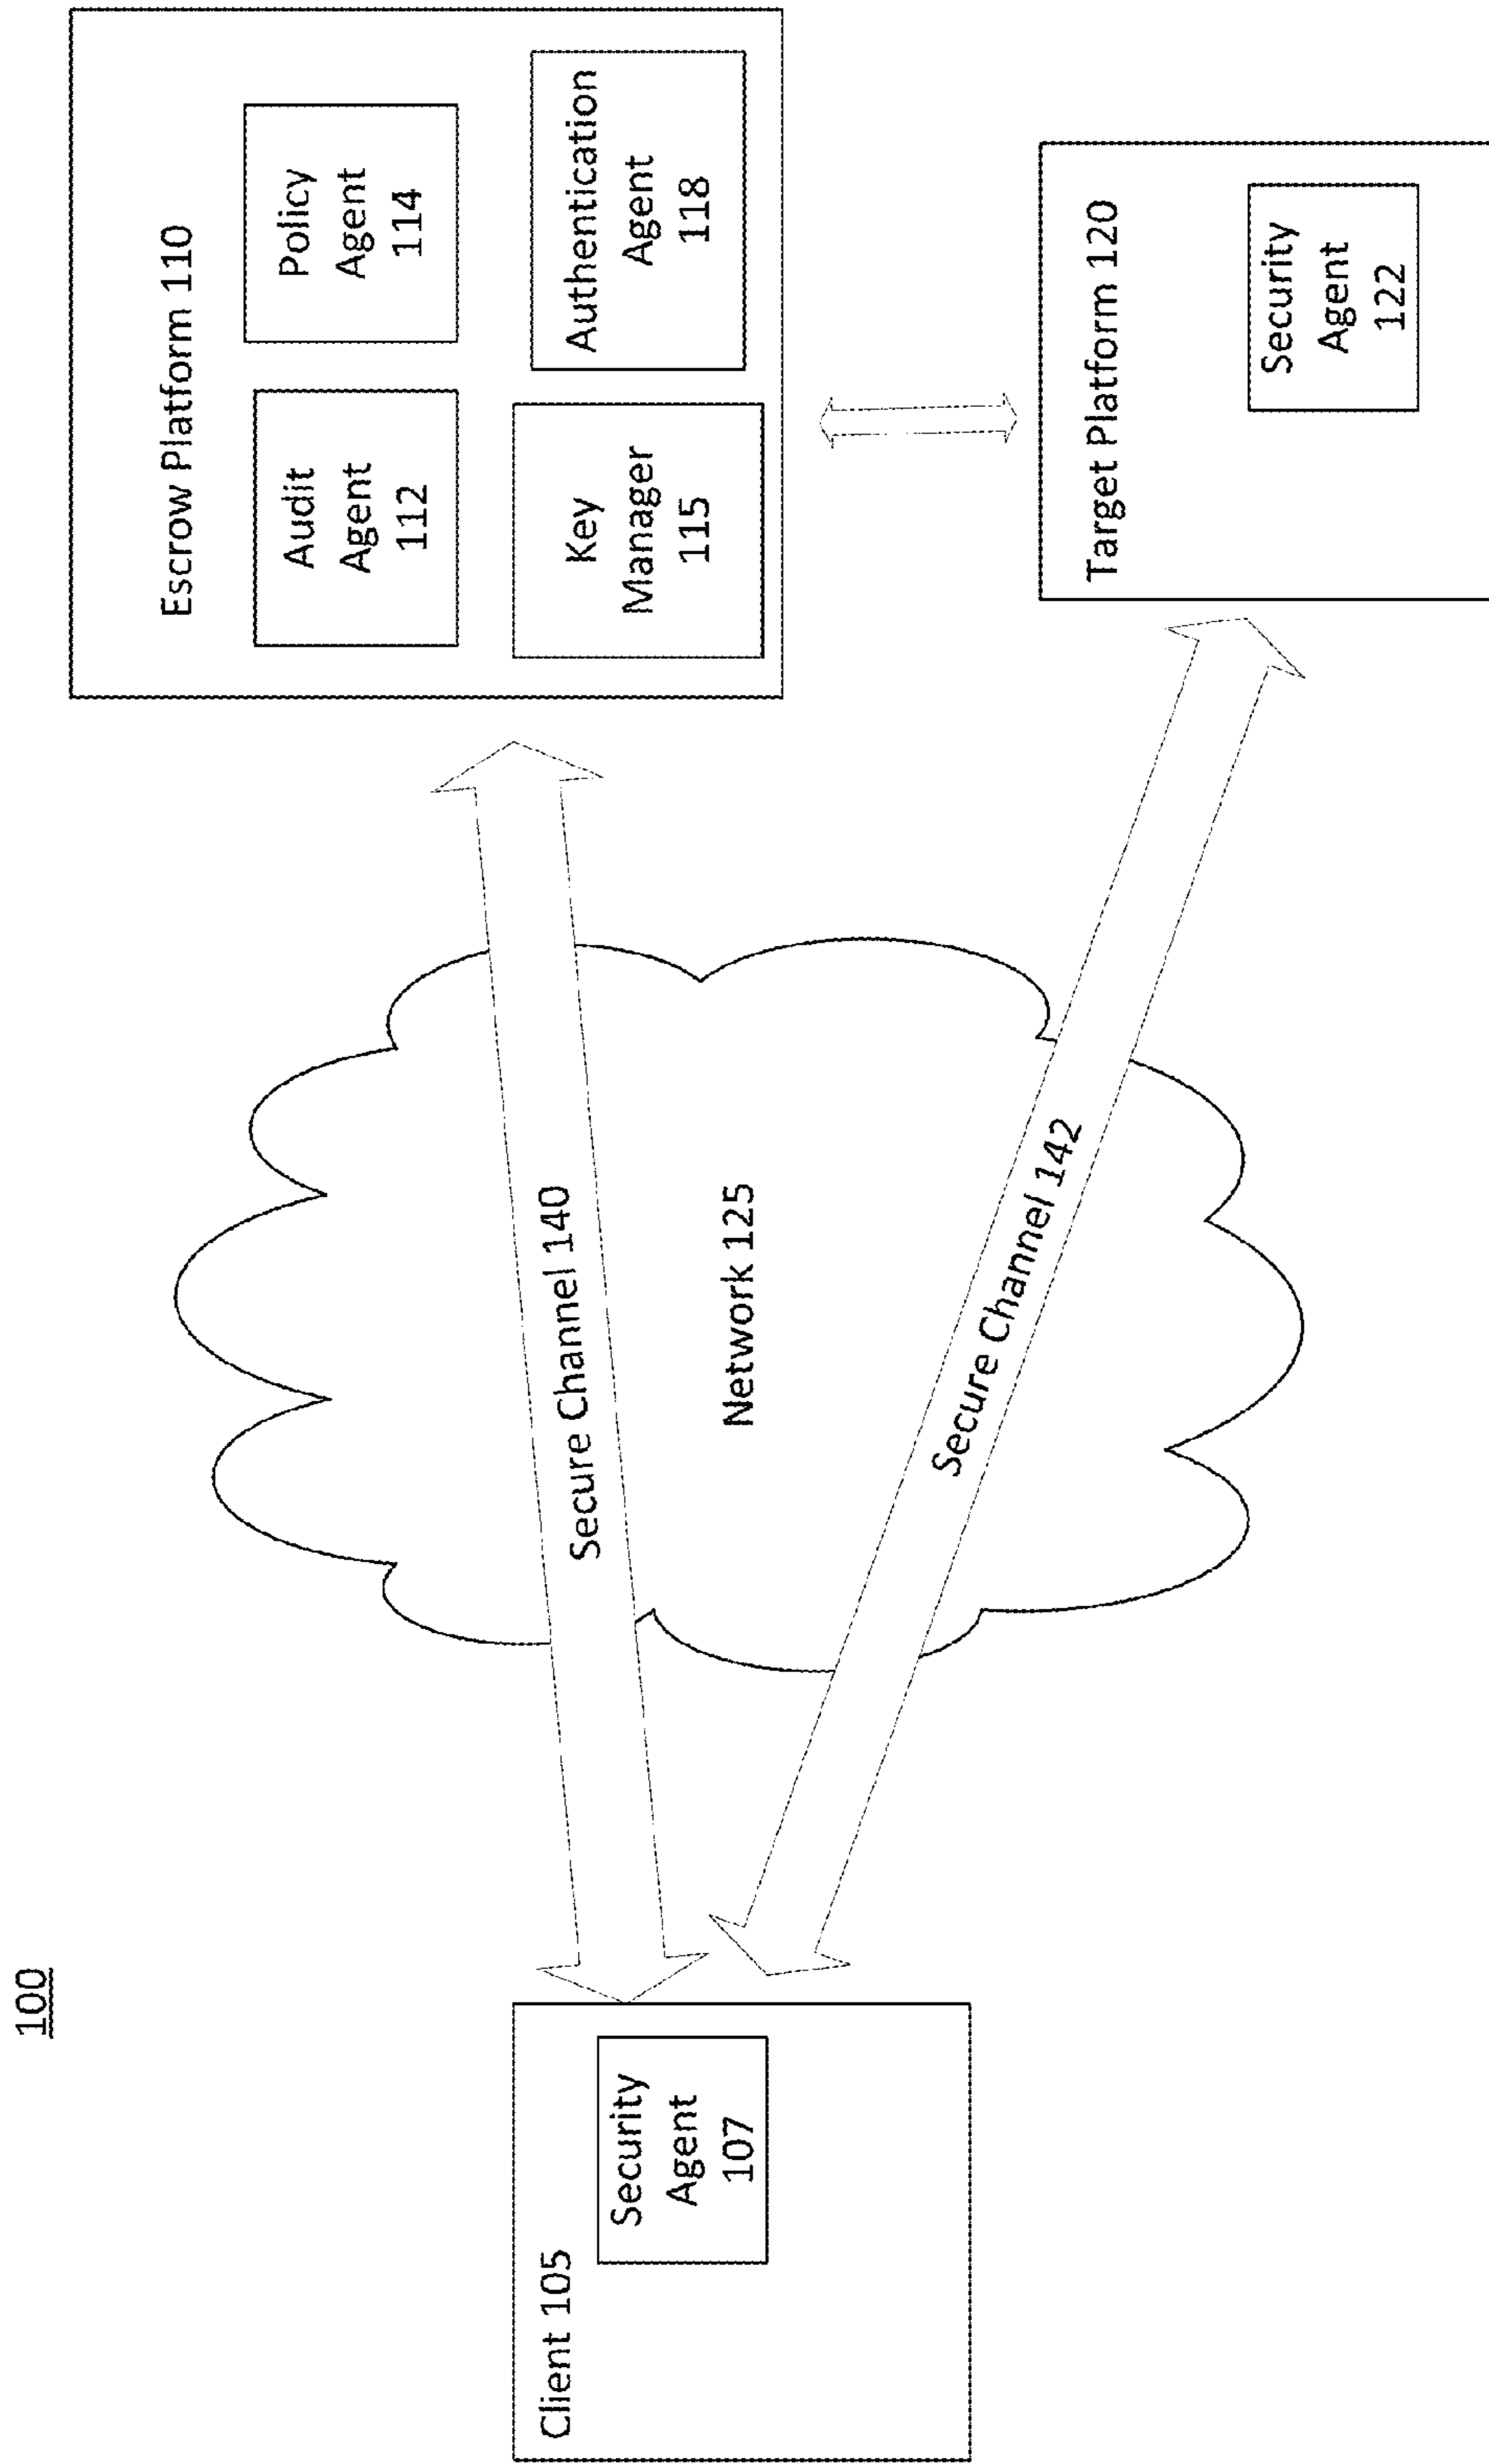 100
Client 105
Security
Agent
107
Secure Channel 140
Network 125
Secure Channel 142
Escrow Platform 110
Audit
Agent
112
Policy
Agent
114
Key
Manager
115
Authentication
Agent
118
Target Platform 120
Security
Agent
122